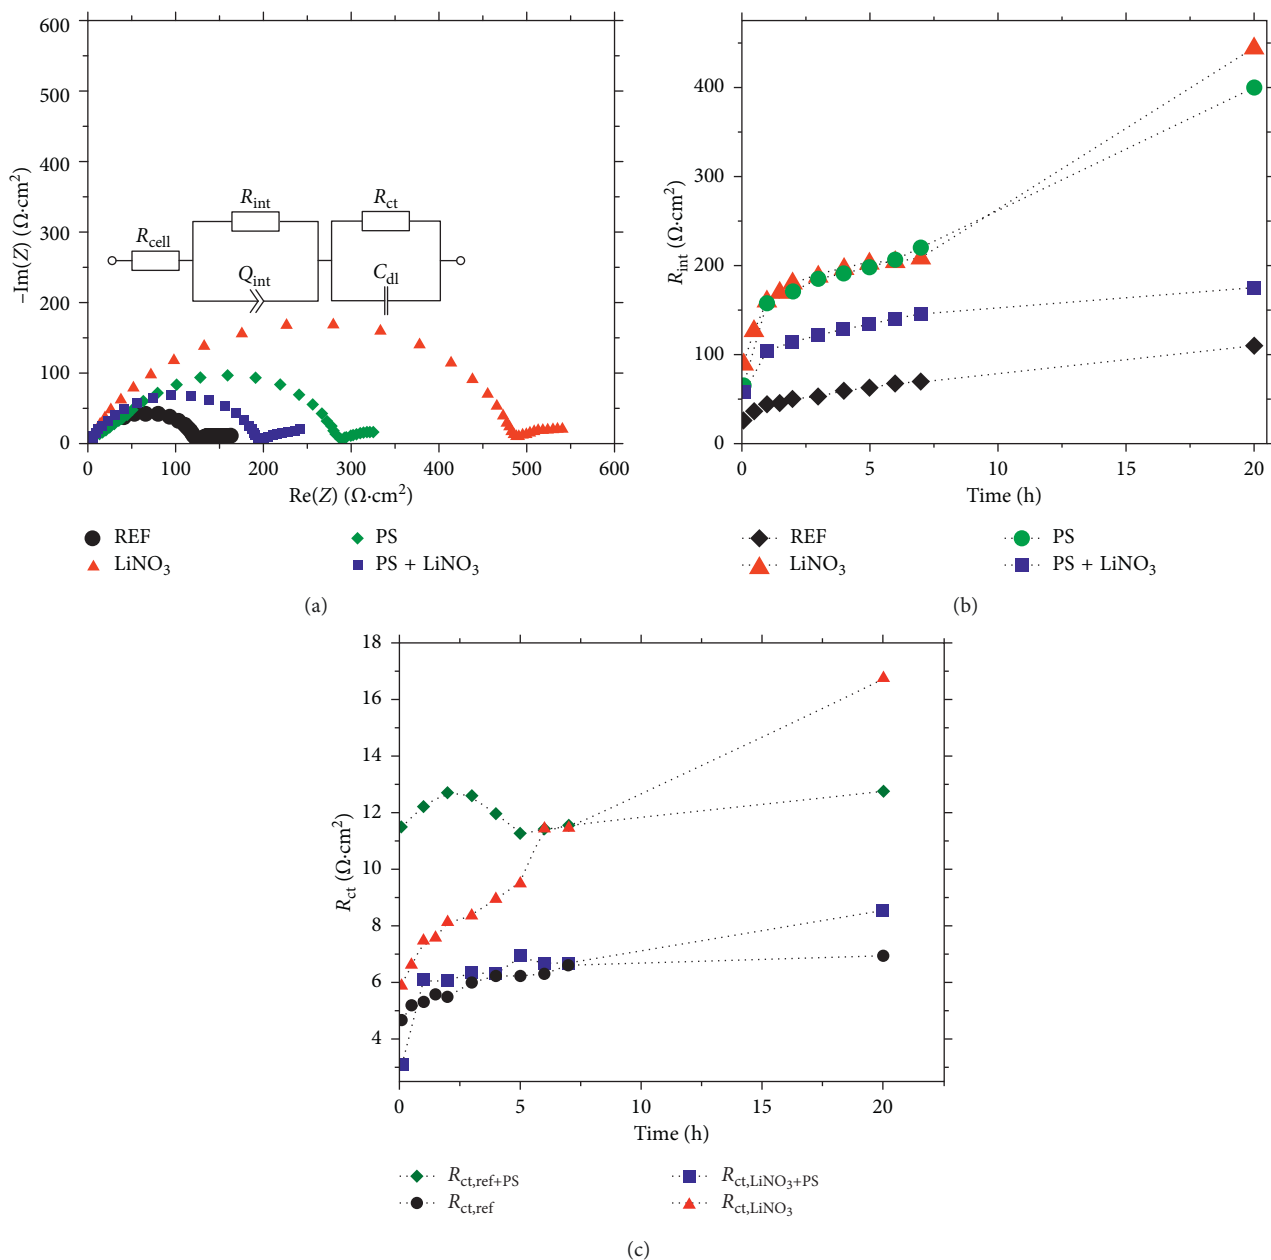 600
500
400
300
200
100
0
−Im(Z) (Ω·cm²)
R_int
R_ct
R_cell
Q_int
C_dl
0 100 200 300 400 500 600
Re(Z) (Ω·cm²)
REF
PS
LiNO₃
PS + LiNO₃
(a)
400
300
200
100
0
R_int (Ω·cm²)
0 5 10 15 20
Time (h)
REF
PS
LiNO₃
PS + LiNO₃
(b)
18
16
14
12
10
8
6
4
R_ct (Ω·cm²)
0 5 10 15 20
Time (h)
R_ct,ref+PS
R_ct,LiNO₃+PS
R_ct,ref
R_ct,LiNO₃
(c)